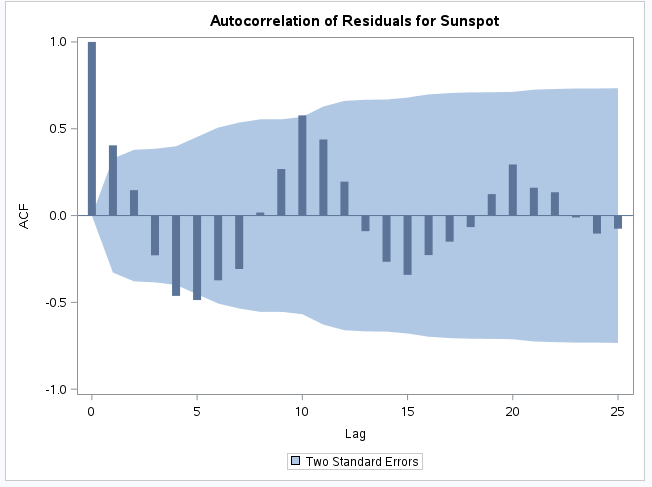 Autocorrelation of Residuals for Sunspot
1.0
0.5
0.0
-0.5
-1.0
ACF
0 5 10 15 20 25
Lag
Two Standard Errors